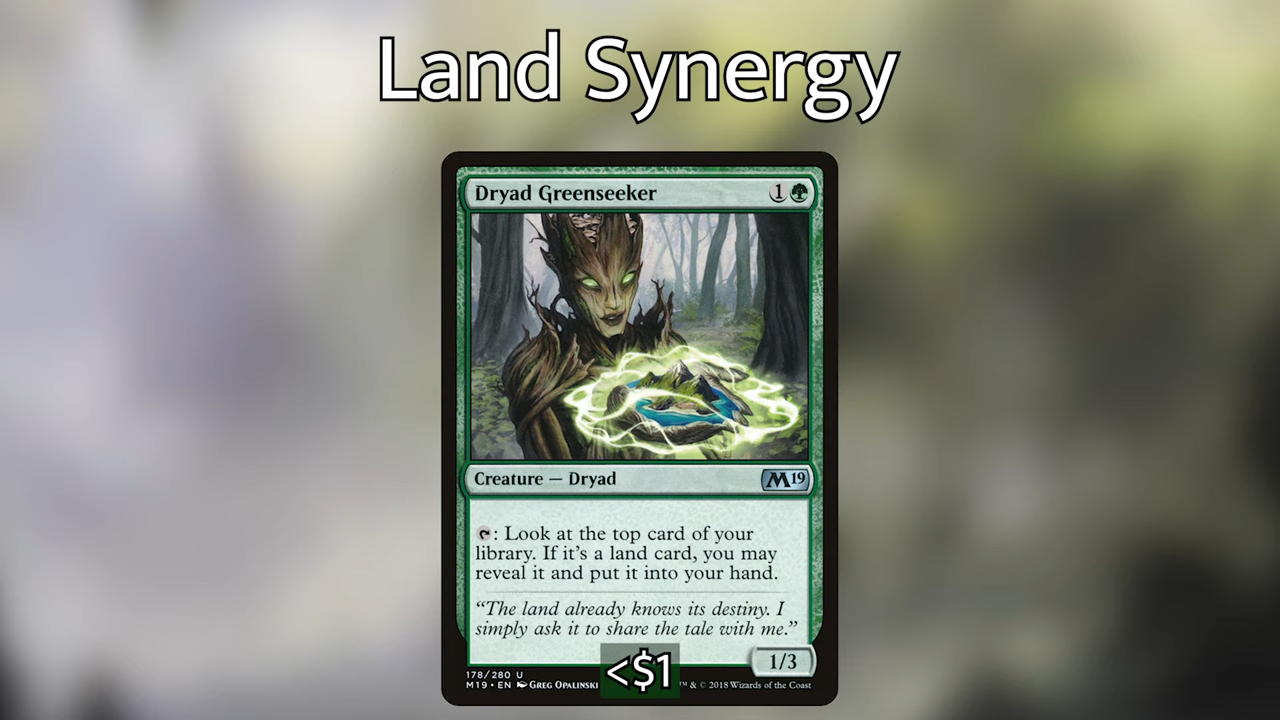 Land Synergy
Dryad Greenseeker 1
Creature — Dryad M19
: Look at the top card of your
library. If it's a land card, you may
reveal it and put it into your hand.
“The land already knows its destiny. I
simply ask it to share the tale with me.”
1/3
178/280 U
M19 • EN Greg Opalinski ™ & © 2018 Wizards of the Coast
<$1